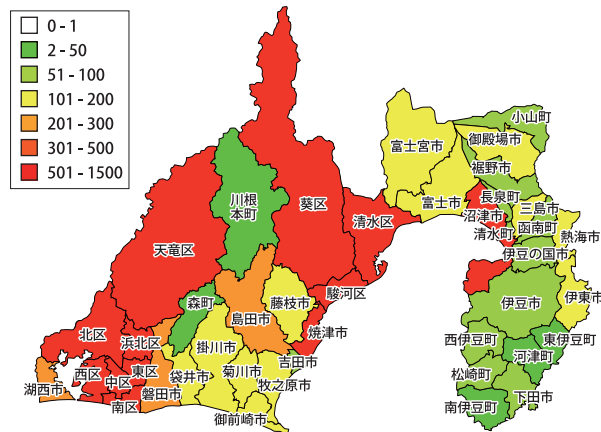 0 - 1
2 - 50
51 - 100
101 - 200
201 - 300
301 - 500
501 - 1500
小山町
御殿場市
富士宮市
裾野市
川根
本町
葵区
長泉町
富士市
沼津市
三島市
清水区
清水町
函南町
熱海市
天竜区
伊豆の国市
駿河区
森町
藤枝市
伊豆市
伊東市
島田市
北区
浜北区
焼津市
西伊豆町
東伊豆町
掛川市
吉田市
河津町
西区
東区
中区
袋井市
菊川市
松崎町
湖西市
磐田市
牧之原市
下田市
南区
御前崎市
南伊豆町